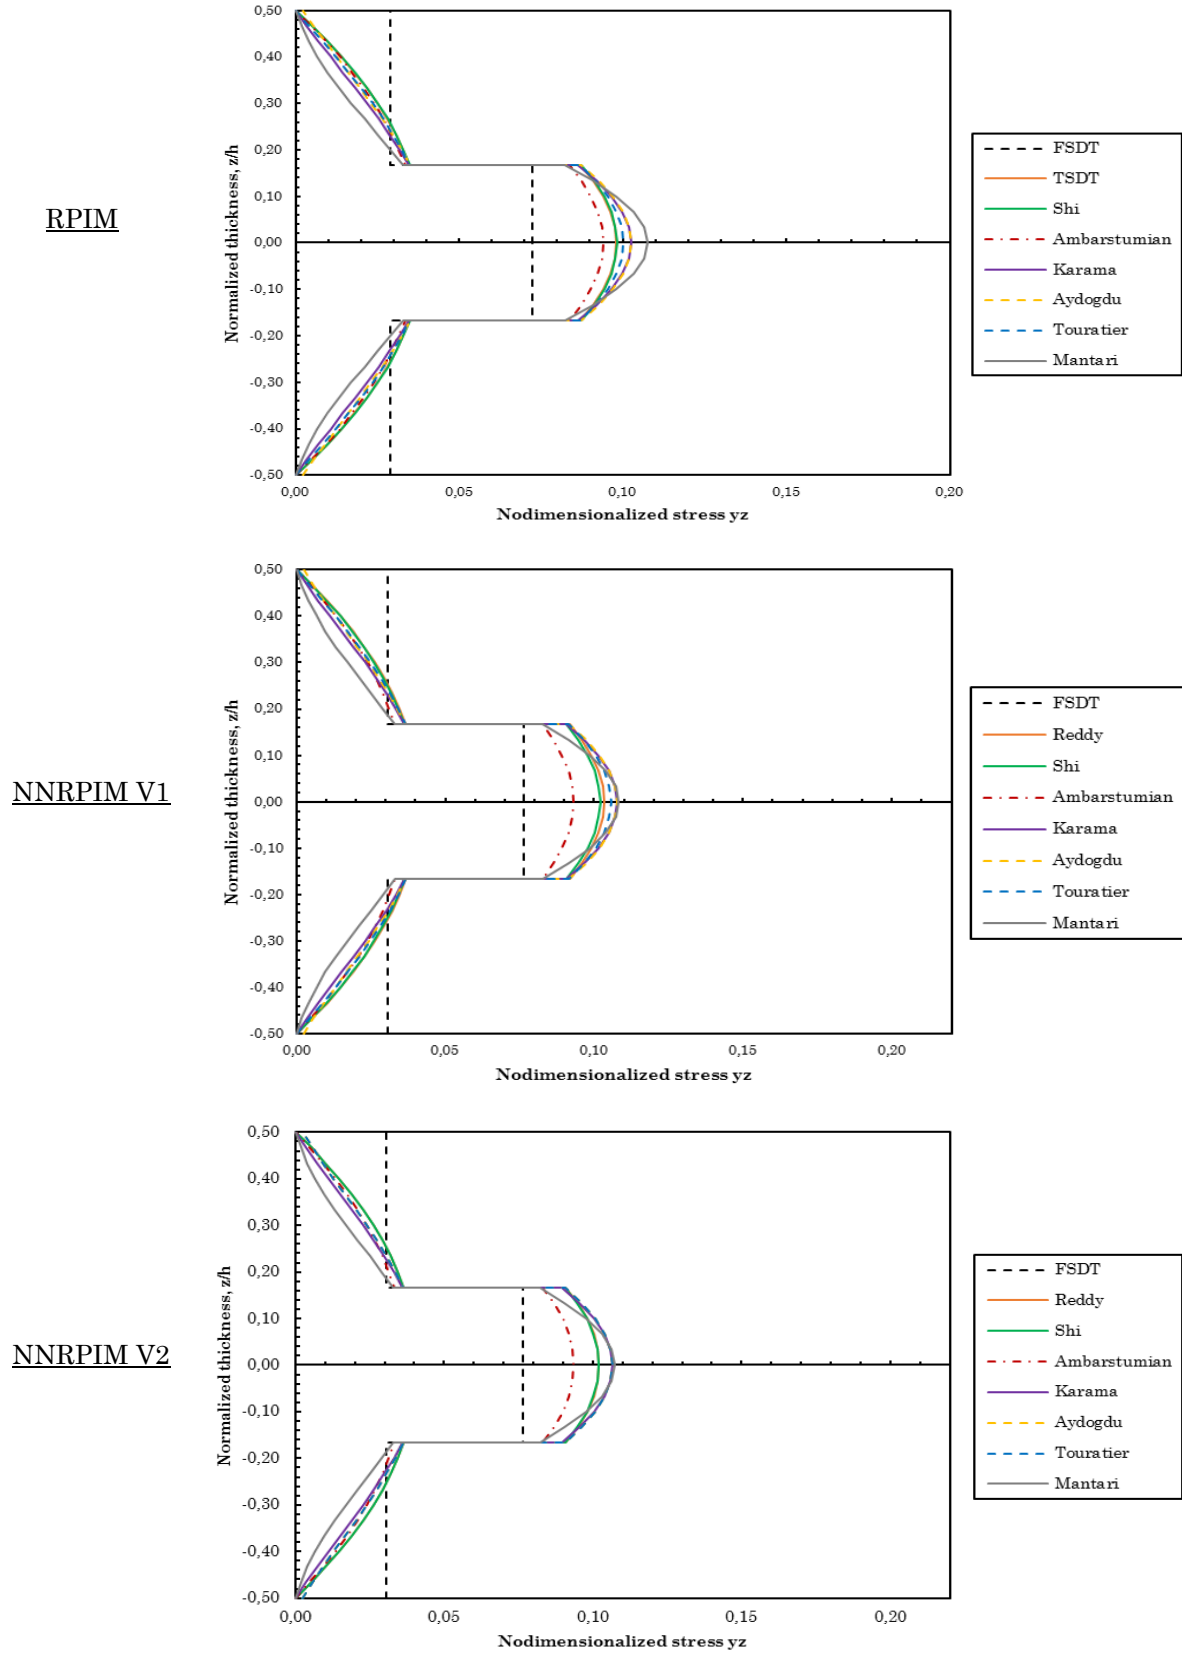 RPIM
Normalized thickness, z/h
0,50
0,40
0,30
0,20
0,10
0,00
-0,10
-0,20
-0,30
-0,40
-0,50
0,00 0,05 0,10 0,15 0,20
Nodimensionalized stress yz
FSDT
TSDT
Shi
Ambarstumian
Karama
Aydogdu
Touratier
Mantari
NNRPIM V1
Normalized thickness, z/h
0,50
0,40
0,30
0,20
0,10
0,00
-0,10
-0,20
-0,30
-0,40
-0,50
0,00 0,05 0,10 0,15 0,20
Nodimensionalized stress yz
FSDT
Reddy
Shi
Ambarstumian
Karama
Aydogdu
Touratier
Mantari
NNRPIM V2
Normalized thickness, z/h
0,50
0,40
0,30
0,20
0,10
0,00
-0,10
-0,20
-0,30
-0,40
-0,50
0,00 0,05 0,10 0,15 0,20
Nodimensionalized stress yz
FSDT
Reddy
Shi
Ambarstumian
Karama
Aydogdu
Touratier
Mantari